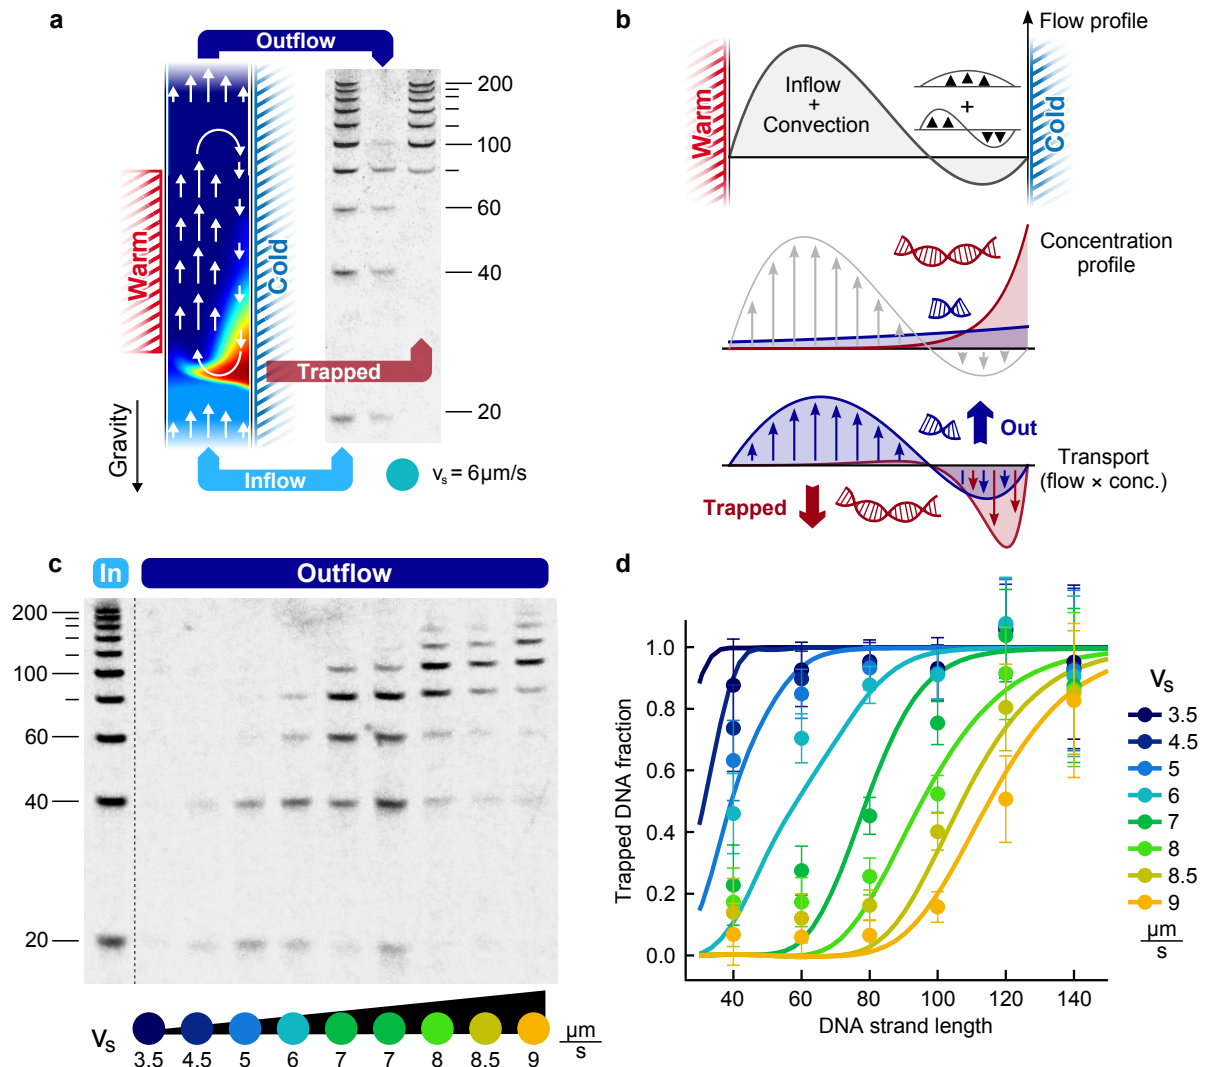 a
Outflow
Warm
Cold
200
100
60
40
20
Trapped
Gravity
Inflow
vs = 6µm/s
b
Flow profile
Warm
Inflow
+
Convection
+
Cold
Concentration
profile
Out
Transport
(flow × conc.)
Trapped
c
In
Outflow
200
100
60
40
20
Vs
3.5 4.5 5 6 7 7 8 8.5 9
µm
s
d
Trapped DNA fraction
1.0
0.8
0.6
0.4
0.2
0.0
40 60 80 100 120 140
DNA strand length
Vs
3.5
4.5
5
6
7
8
8.5
9
µm
s